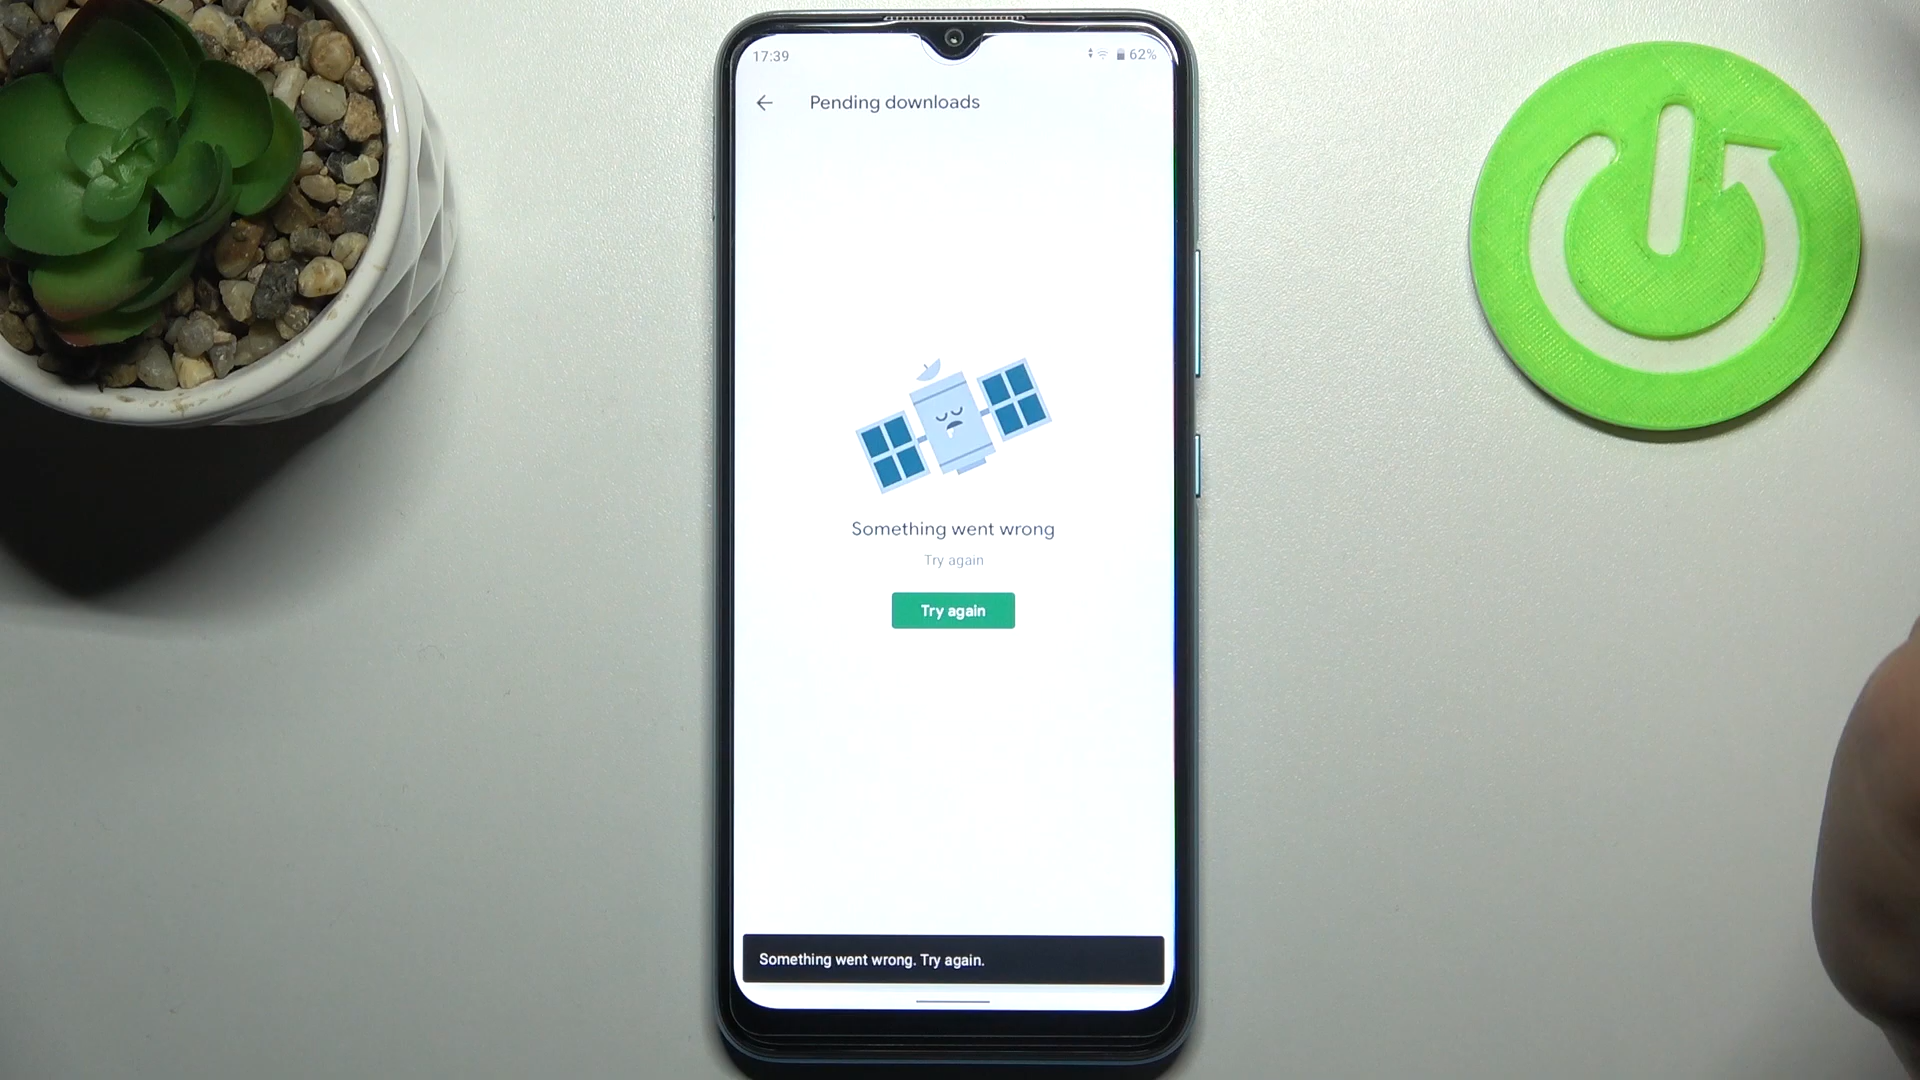 17:39
62%
Pending downloads
Something went wrong
Try again
Try again
Something went wrong. Try again.